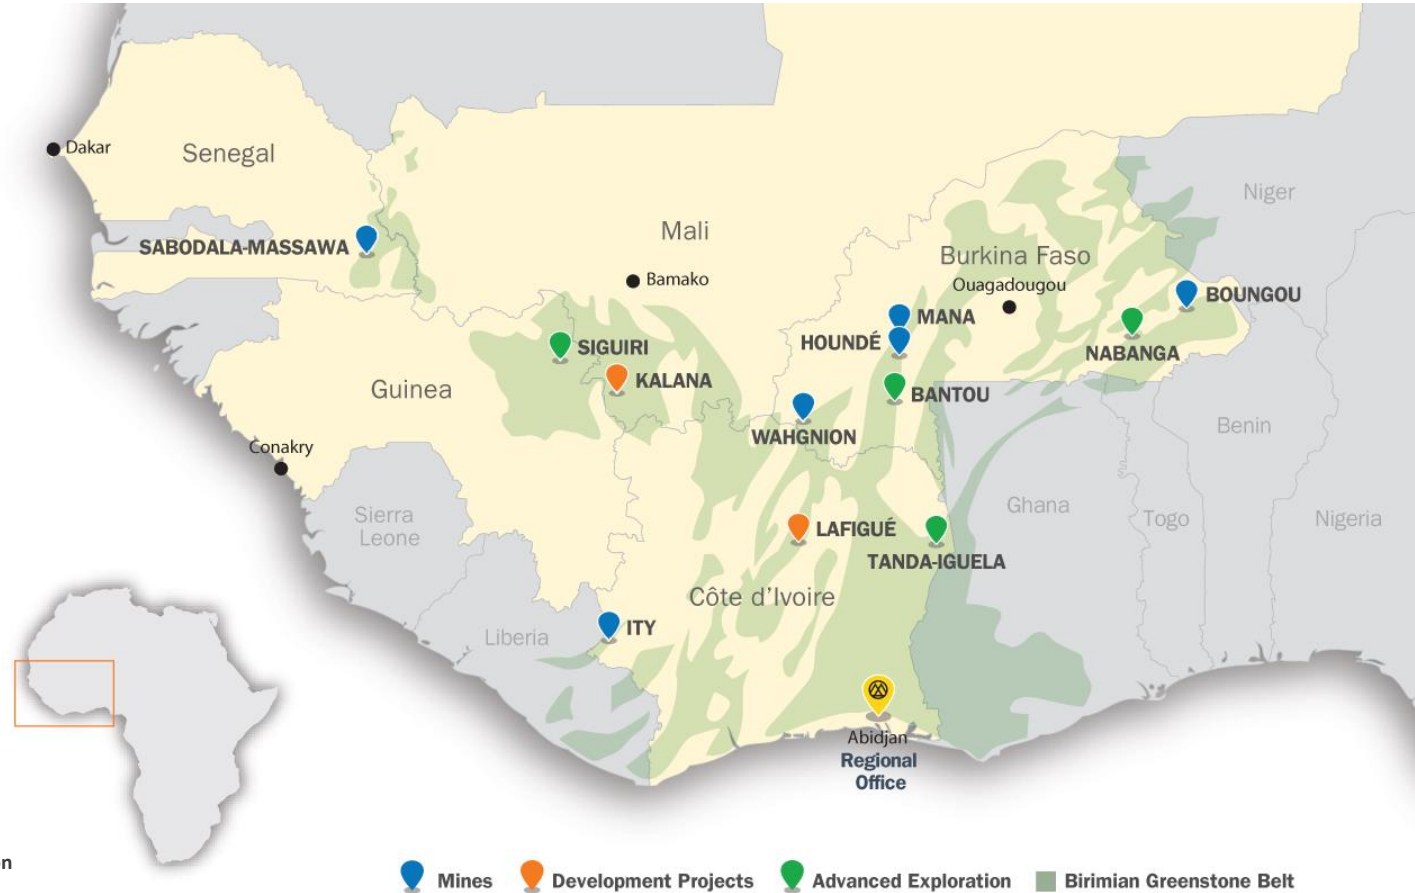 Dakar
Senegal
Niger
Mali
SABODALA-MASSAWA
Burkina Faso
Bamako
Ouagadougou
BOUNGOU
MANA
HOUNDÉ
SIGUIRI
NABANGA
KALANA
Guinea
BANTOU
WAHGNION
Benin
Conakry
Ghana
Sierra
Leone
Togo
Nigeria
LAFIGUÉ
TANDA-IGUELA
Côte d’Ivoire
ITY
Liberia
Abidjan
Regional
Office
Mines
Development Projects
Advanced Exploration
Birimian Greenstone Belt